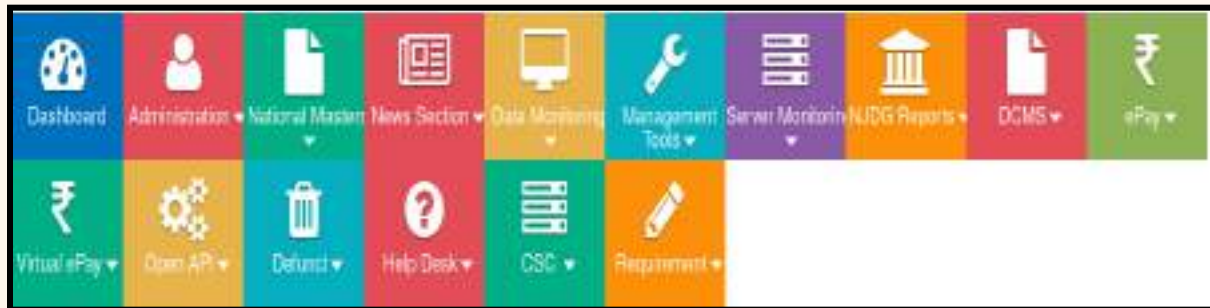 Dashboard
Administration
National Masters
News Section
Data Monitoring
Management
Tools
Server Monitorin
NJDG Reports
DCMS
ePay
Virtual ePay
Open API
Defunct
Help Desk
CSC
Requirement